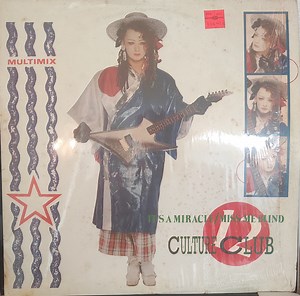 MULTIMIX
IT'S A MIRACLE/MISS ME BLIND
CULTURE CLUB